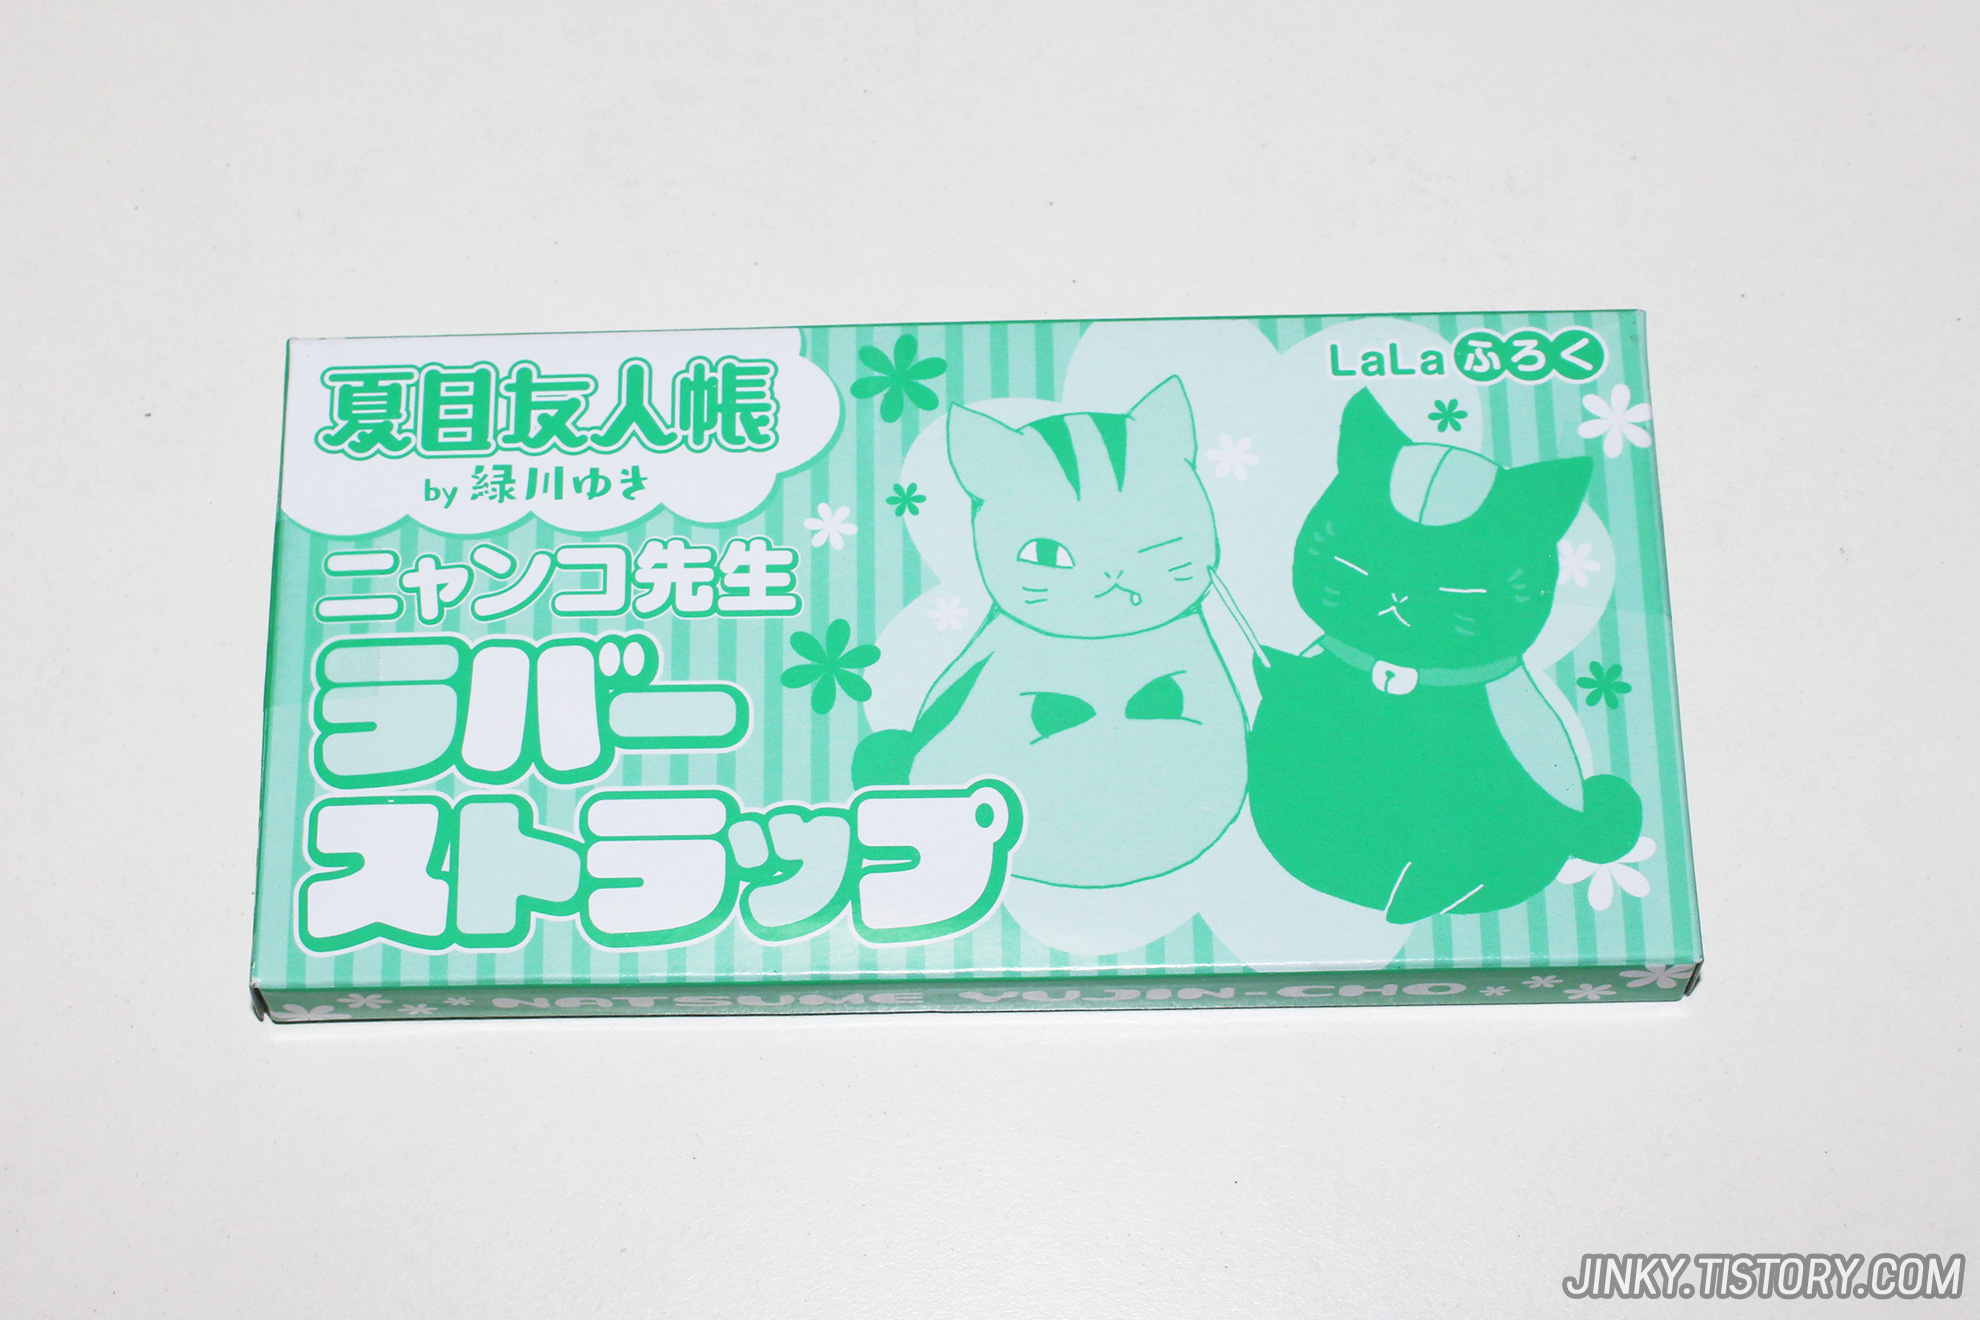 夏目友人帳
by 緑川ゆき
LaLa ふろく
ニャンコ先生
ラバー
ストラップ
NATSUME YUJIN-CHO
JINKY.TISTORY.COM